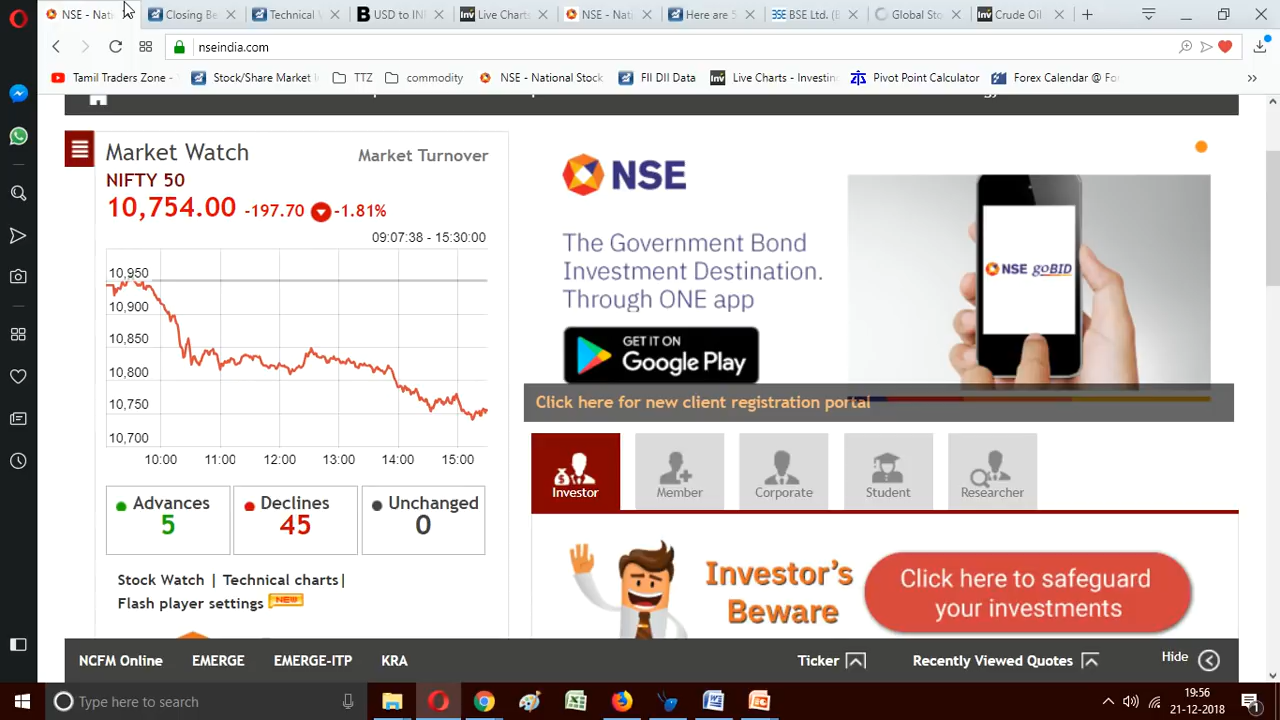 NSE - Nat
Closing Be
Technical
USD to IN
Live Charts
NSE - Nati
Here are 5
BSE Ltd. (B
Global Sto
Crude Oil
nseindia.com
Tamil Traders Zone -
Stock/Share Market I
TTZ
commodity
NSE - National Stock
FII DII Data
Live Charts - Investin
Pivot Point Calculator
Forex Calendar @ Fo
Market Watch
Market Turnover
NIFTY 50
10,754.00 -197.70 -1.81%
09:07:38 - 15:30:00
10,950
10,900
10,850
10,800
10,750
10,700
10:00 11:00 12:00 13:00 14:00 15:00
Advances
5
Declines
45
Unchanged
0
Stock Watch | Technical charts|
Flash player settings NEW
NSE
The Government Bond
Investment Destination.
Through ONE app
GET IT ON
Google Play
NSE goBID
Click here for new client registration portal
Investor
Member
Corporate
Student
Researcher
Investor's
Beware
Click here to safeguard
your investments
NCFM Online
EMERGE
EMERGE-ITP
KRA
Ticker
Recently Viewed Quotes
Hide
Type here to search
19:56
21-12-2018